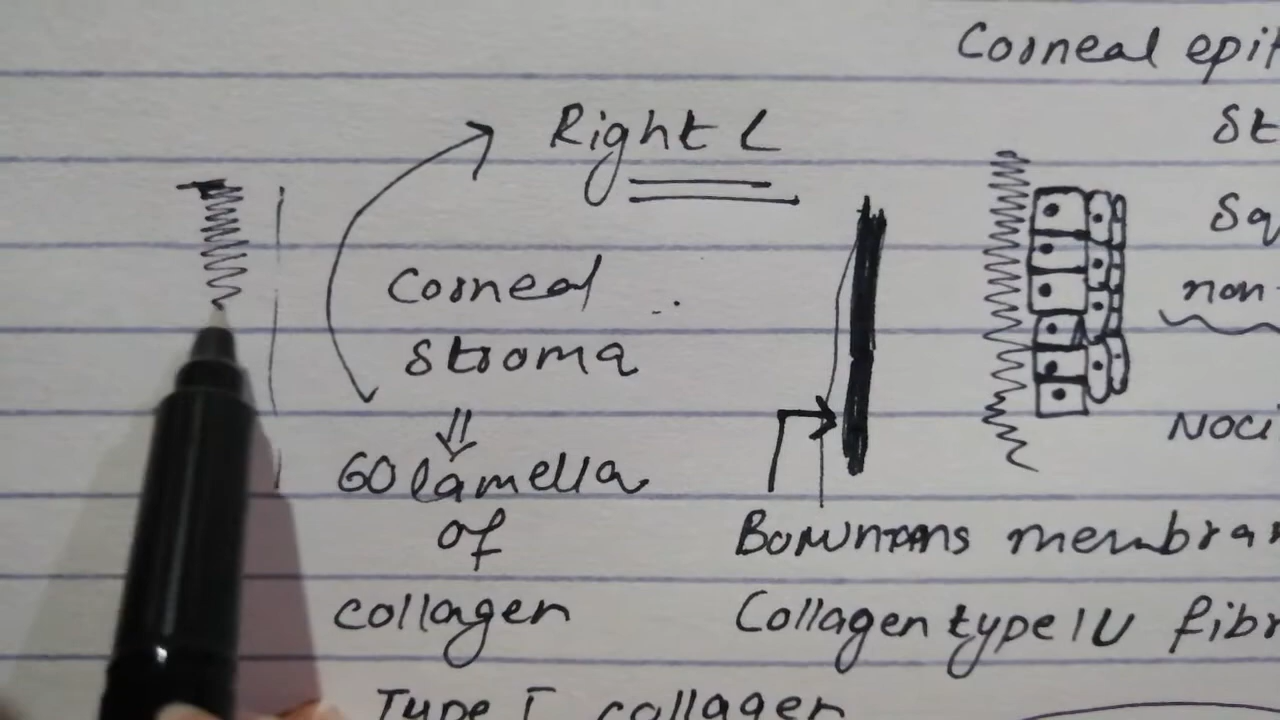 Corneal epit
St
Right L
Sq
Corneal
stroma
non-
60 lamella
of
collagen
Noci
Bowmans membran
Collagen type IV fibr
Type I collagen